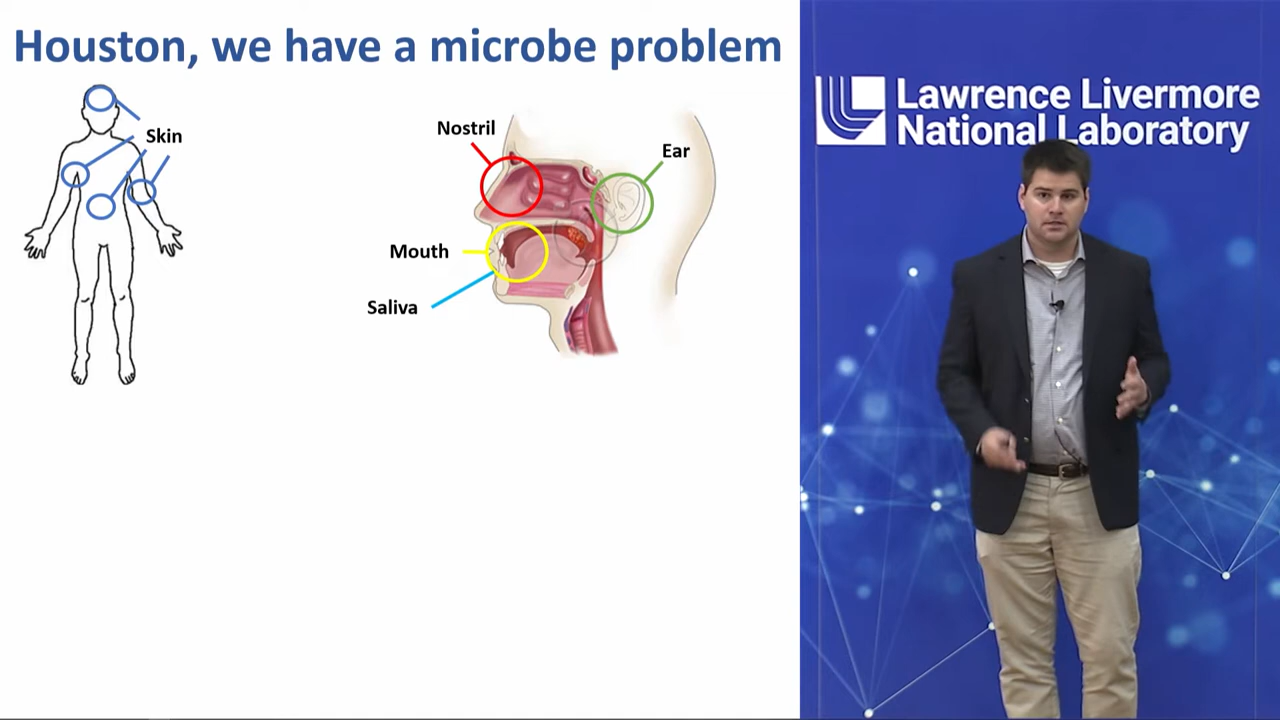 Houston, we have a microbe problem
Skin
Nostril
Ear
Mouth
Saliva
Lawrence Livermore
National Laboratory